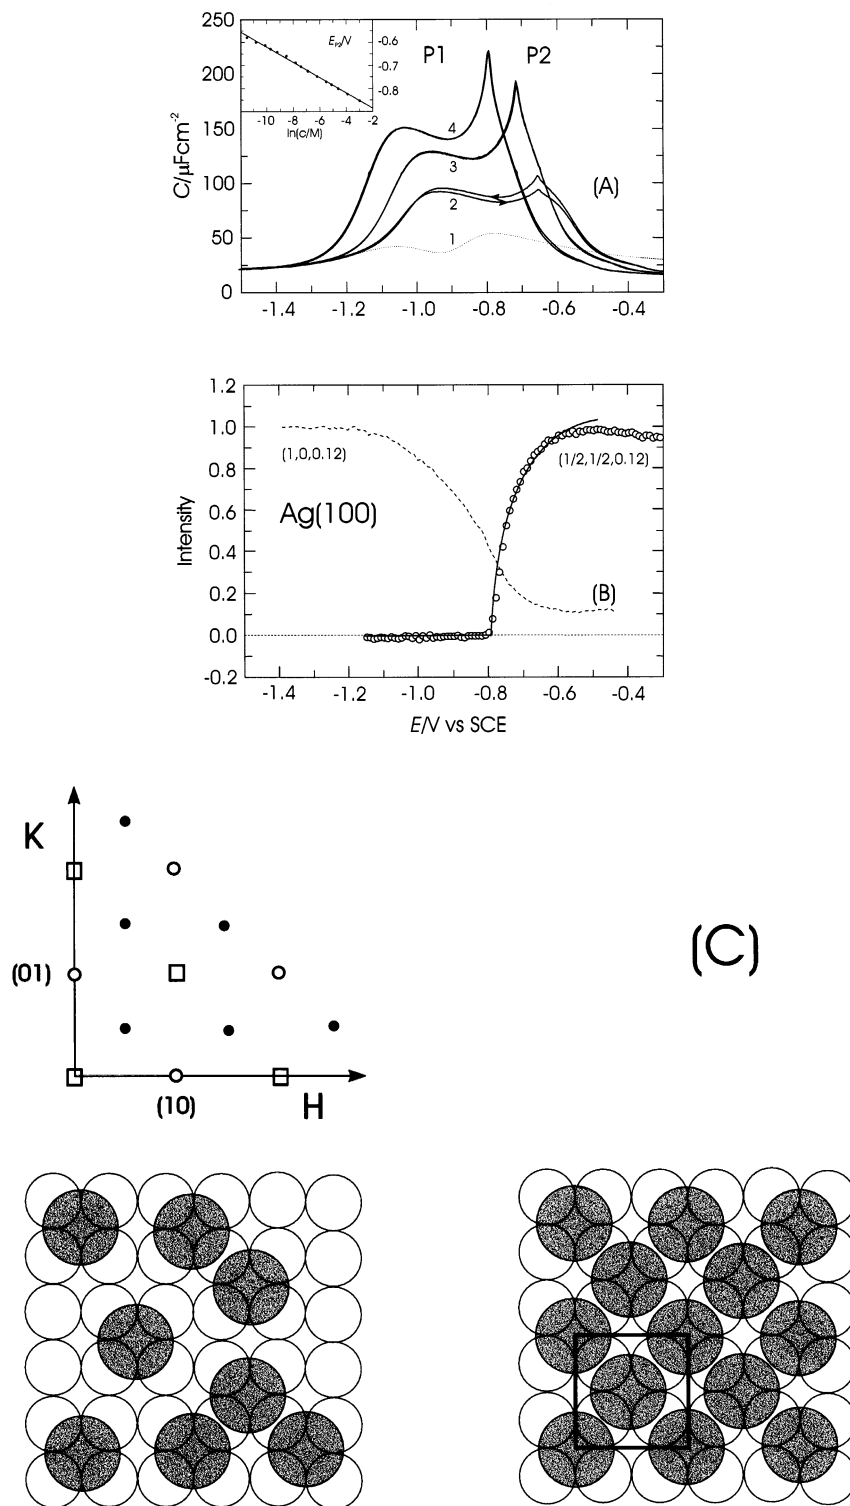 250
200
150
100
50
0
C/µFcm⁻²
E_P2/V
-0.6
-0.7
-0.8
-10 -8 -6 -4 -2
ln(c/M)
P1 P2
4
3
2
1
(A)
-1.4 -1.2 -1.0 -0.8 -0.6 -0.4
1.2
1.0
0.8
0.6
0.4
0.2
0.0
-0.2
Intensity
(1,0,0.12)
(1/2,1/2,0.12)
Ag(100)
(B)
-1.4 -1.2 -1.0 -0.8 -0.6 -0.4
E/V vs SCE
K
(01)
(10)
H
(C)